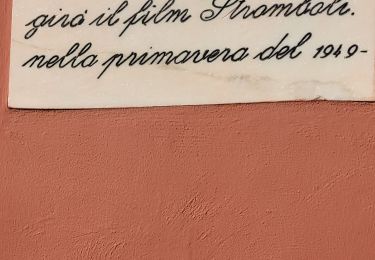 girò il film Stromboli.
nella primavera del 1949-